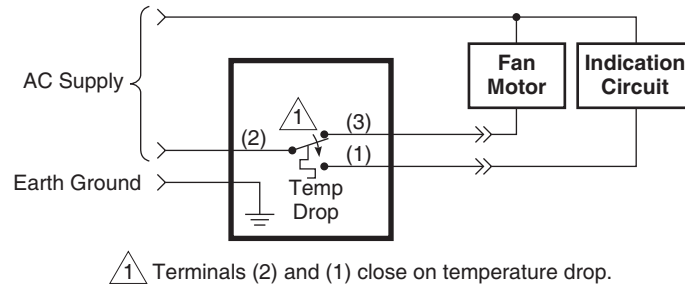 AC Supply
Fan
Motor
Indication
Circuit
1
(3)
(2)
(1)
Earth Ground
Temp
Drop
1 Terminals (2) and (1) close on temperature drop.